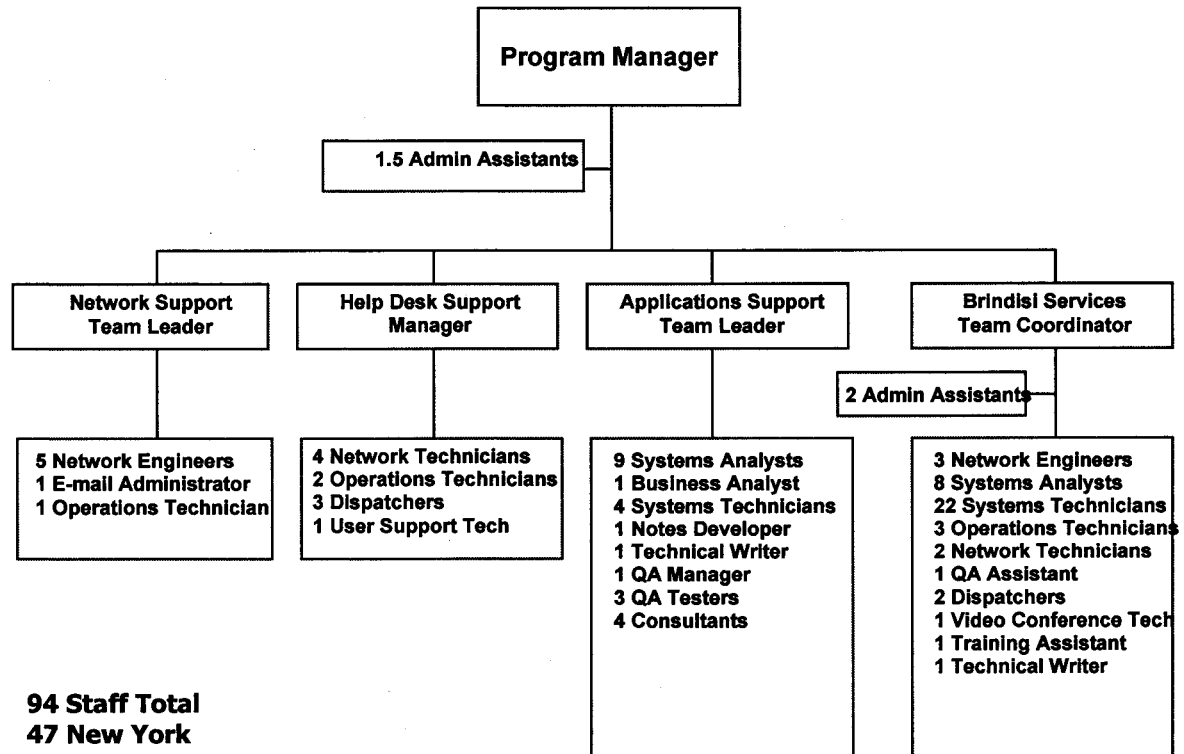 Program Manager
1.5 Admin Assistants
Network Support
Team Leader
Help Desk Support
Manager
Applications Support
Team Leader
Brindisi Services
Team Coordinator
2 Admin Assistants
5 Network Engineers
1 E-mail Administrator
1 Operations Technician
4 Network Technicians
2 Operations Technicians
3 Dispatchers
1 User Support Tech
9 Systems Analysts
1 Business Analyst
4 Systems Technicians
1 Notes Developer
1 Technical Writer
1 QA Manager
3 QA Testers
4 Consultants
3 Network Engineers
8 Systems Analysts
22 Systems Technicians
3 Operations Technicians
2 Network Technicians
1 QA Assistant
2 Dispatchers
1 Video Conference Tech
1 Training Assistant
1 Technical Writer
94 Staff Total
47 New York